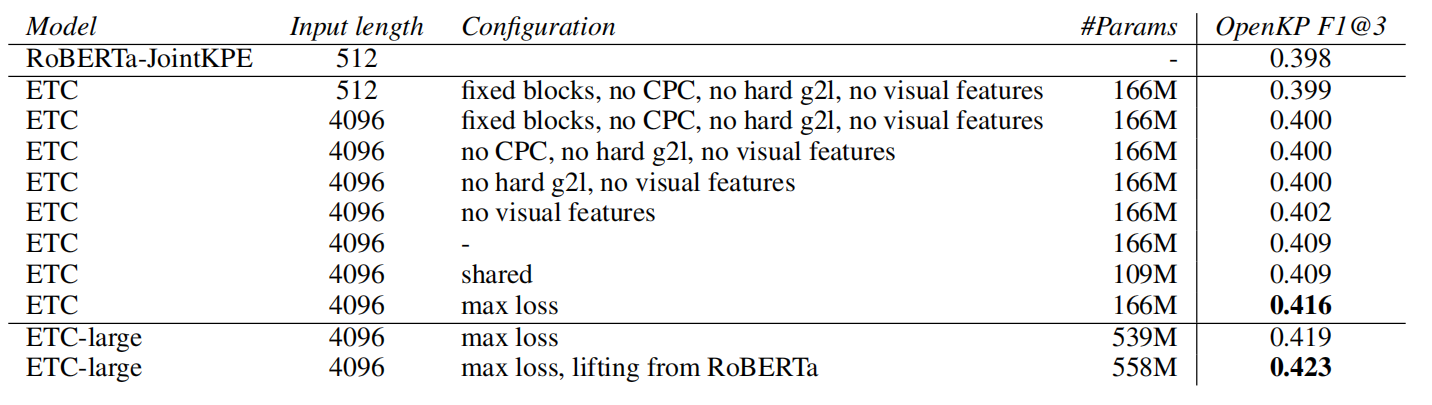 Model Input length Configuration #Params OpenKP F1@3
RoBERTa-JointKPE 512 - 0.398
ETC 512 fixed blocks, no CPC, no hard g2l, no visual features 166M 0.399
ETC 4096 fixed blocks, no CPC, no hard g2l, no visual features 166M 0.400
ETC 4096 no CPC, no hard g2l, no visual features 166M 0.400
ETC 4096 no hard g2l, no visual features 166M 0.400
ETC 4096 no visual features 166M 0.402
ETC 4096 - 166M 0.409
ETC 4096 shared 109M 0.409
ETC 4096 max loss 166M 0.416
ETC-large 4096 max loss 539M 0.419
ETC-large 4096 max loss, lifting from RoBERTa 558M 0.423